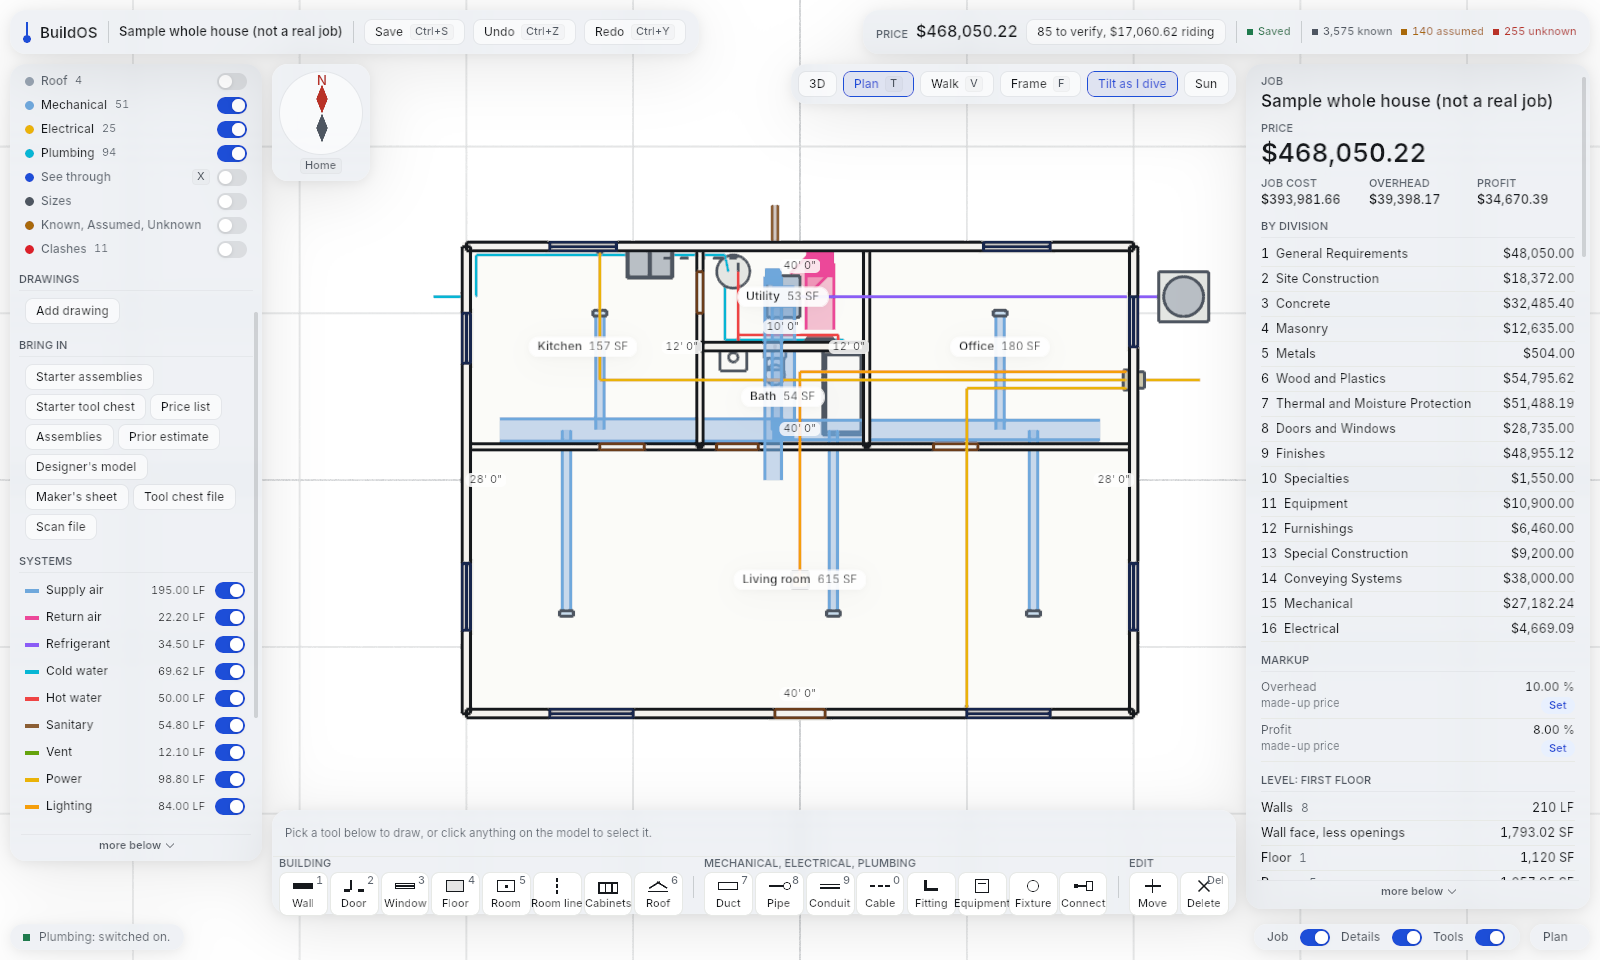 BuildOS
Sample whole house (not a real job)
Save Ctrl+S
Undo Ctrl+Z
Redo Ctrl+Y
PRICE $468,050.22
85 to verify, $17,060.62 riding
Saved
3,575 known
140 assumed
255 unknown
Roof 4
Mechanical 51
Electrical 25
Plumbing 94
See through X
Sizes
Known, Assumed, Unknown
Clashes 11
DRAWINGS
Add drawing
BRING IN
Starter assemblies
Starter tool chest
Price list
Assemblies
Prior estimate
Designer's model
Maker's sheet
Tool chest file
Scan file
SYSTEMS
Supply air 195.00 LF
Return air 22.20 LF
Refrigerant 34.50 LF
Cold water 69.62 LF
Hot water 50.00 LF
Sanitary 54.80 LF
Vent 12.10 LF
Power 98.80 LF
Lighting 84.00 LF
more below
Plumbing: switched on.
N
Home
3D
Plan T
Walk V
Frame F
Tilt as I dive
Sun
40' 0"
Utility 53 SF
10' 0"
Kitchen 157 SF
12' 0"
12' 0"
Office 180 SF
Bath 54 SF
40' 0"
28' 0"
28' 0"
Living room 615 SF
40' 0"
Pick a tool below to draw, or click anything on the model to select it.
BUILDING
Wall 1
Door 2
Window 3
Floor 4
Room 5
Room line
Cabinets
Roof 6
MECHANICAL, ELECTRICAL, PLUMBING
Duct 7
Pipe 8
Conduit 9
Cable 0
Fitting
Equipment
Fixture
Connect
EDIT
Move
Delete Del
JOB
Sample whole house (not a real job)
PRICE
$468,050.22
JOB COST OVERHEAD PROFIT
$393,981.66 $39,398.17 $34,670.39
BY DIVISION
1 General Requirements $48,050.00
2 Site Construction $18,372.00
3 Concrete $32,485.40
4 Masonry $12,635.00
5 Metals $504.00
6 Wood and Plastics $54,795.62
7 Thermal and Moisture Protection $51,488.19
8 Doors and Windows $28,735.00
9 Finishes $48,955.12
10 Specialties $1,550.00
11 Equipment $10,900.00
12 Furnishings $6,460.00
13 Special Construction $9,200.00
14 Conveying Systems $38,000.00
15 Mechanical $27,182.24
16 Electrical $4,669.09
MARKUP
Overhead 10.00 %
made-up price Set
Profit 8.00 %
made-up price Set
LEVEL: FIRST FLOOR
Walls 8 210 LF
Wall face, less openings 1,793.02 SF
Floor 1 1,120 SF
more below
Job
Details
Tools
Plan